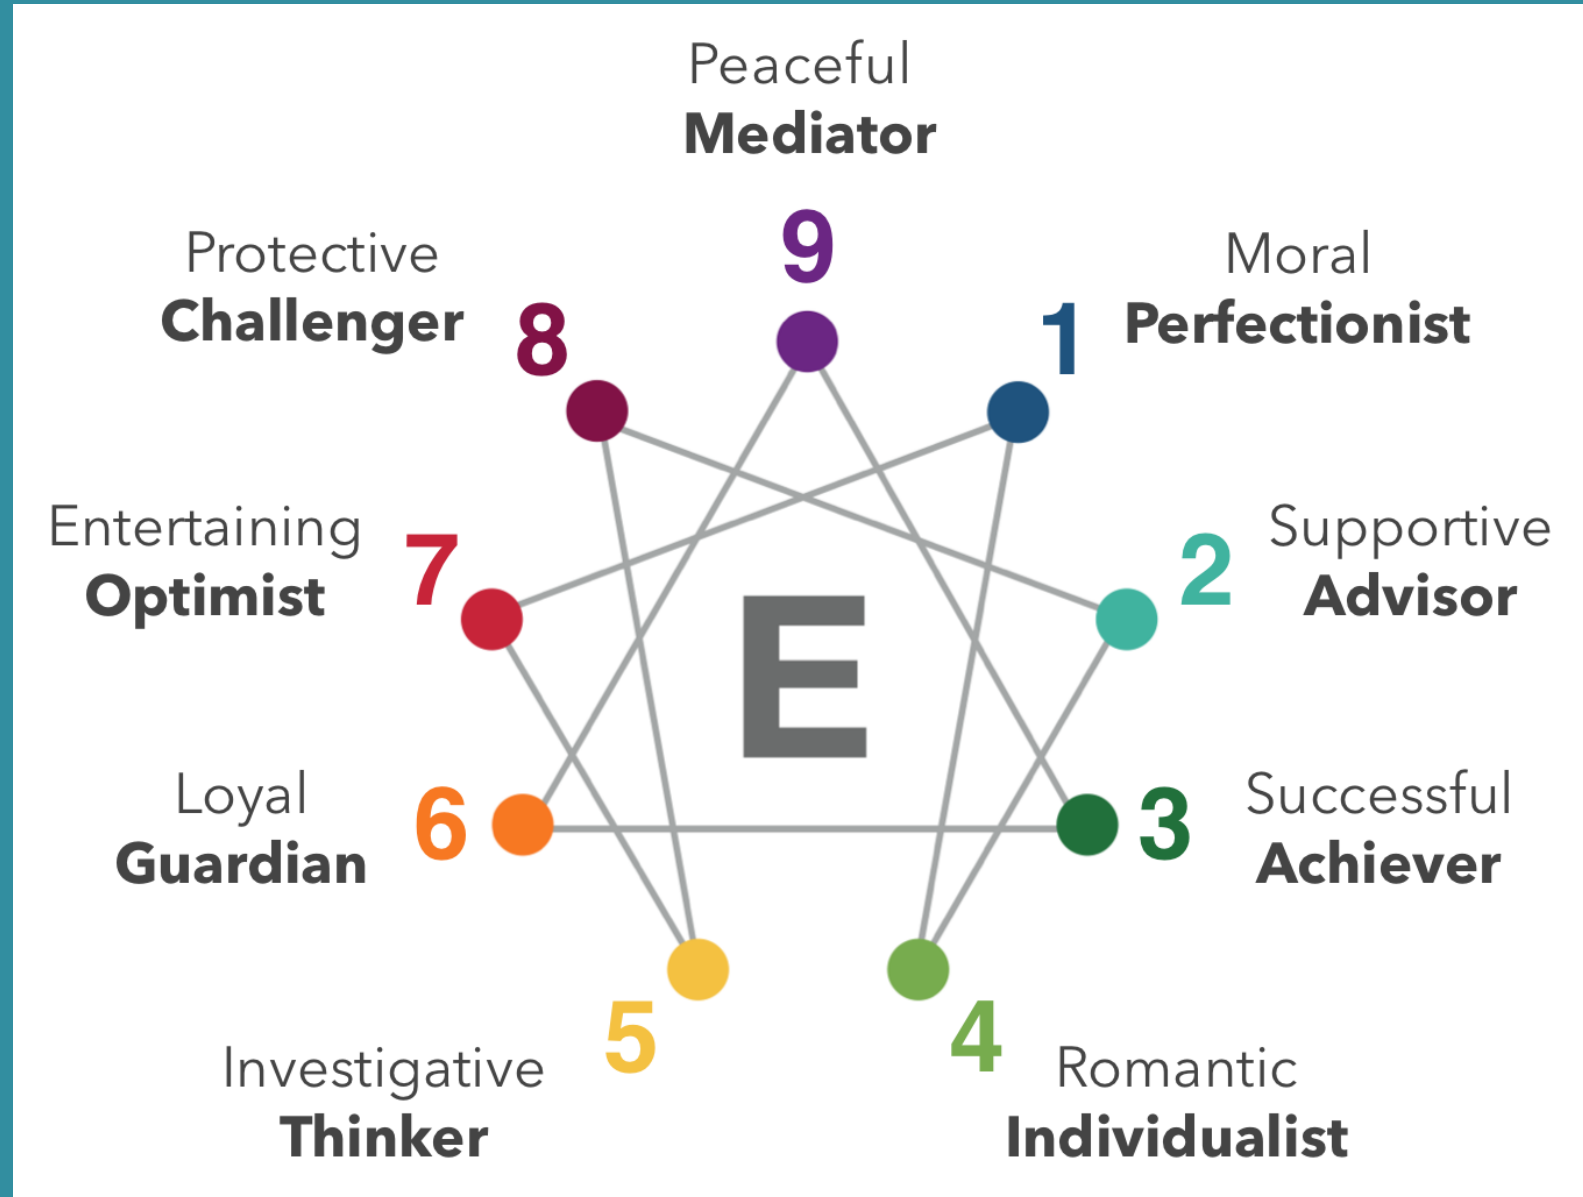 Peaceful
Mediator
9
Moral
Perfectionist
1
Supportive
Advisor
2
Successful
Achiever
3
Romantic
Individualist
4
Investigative
Thinker
5
Loyal
Guardian
6
Entertaining
Optimist
7
Protective
Challenger
8
E